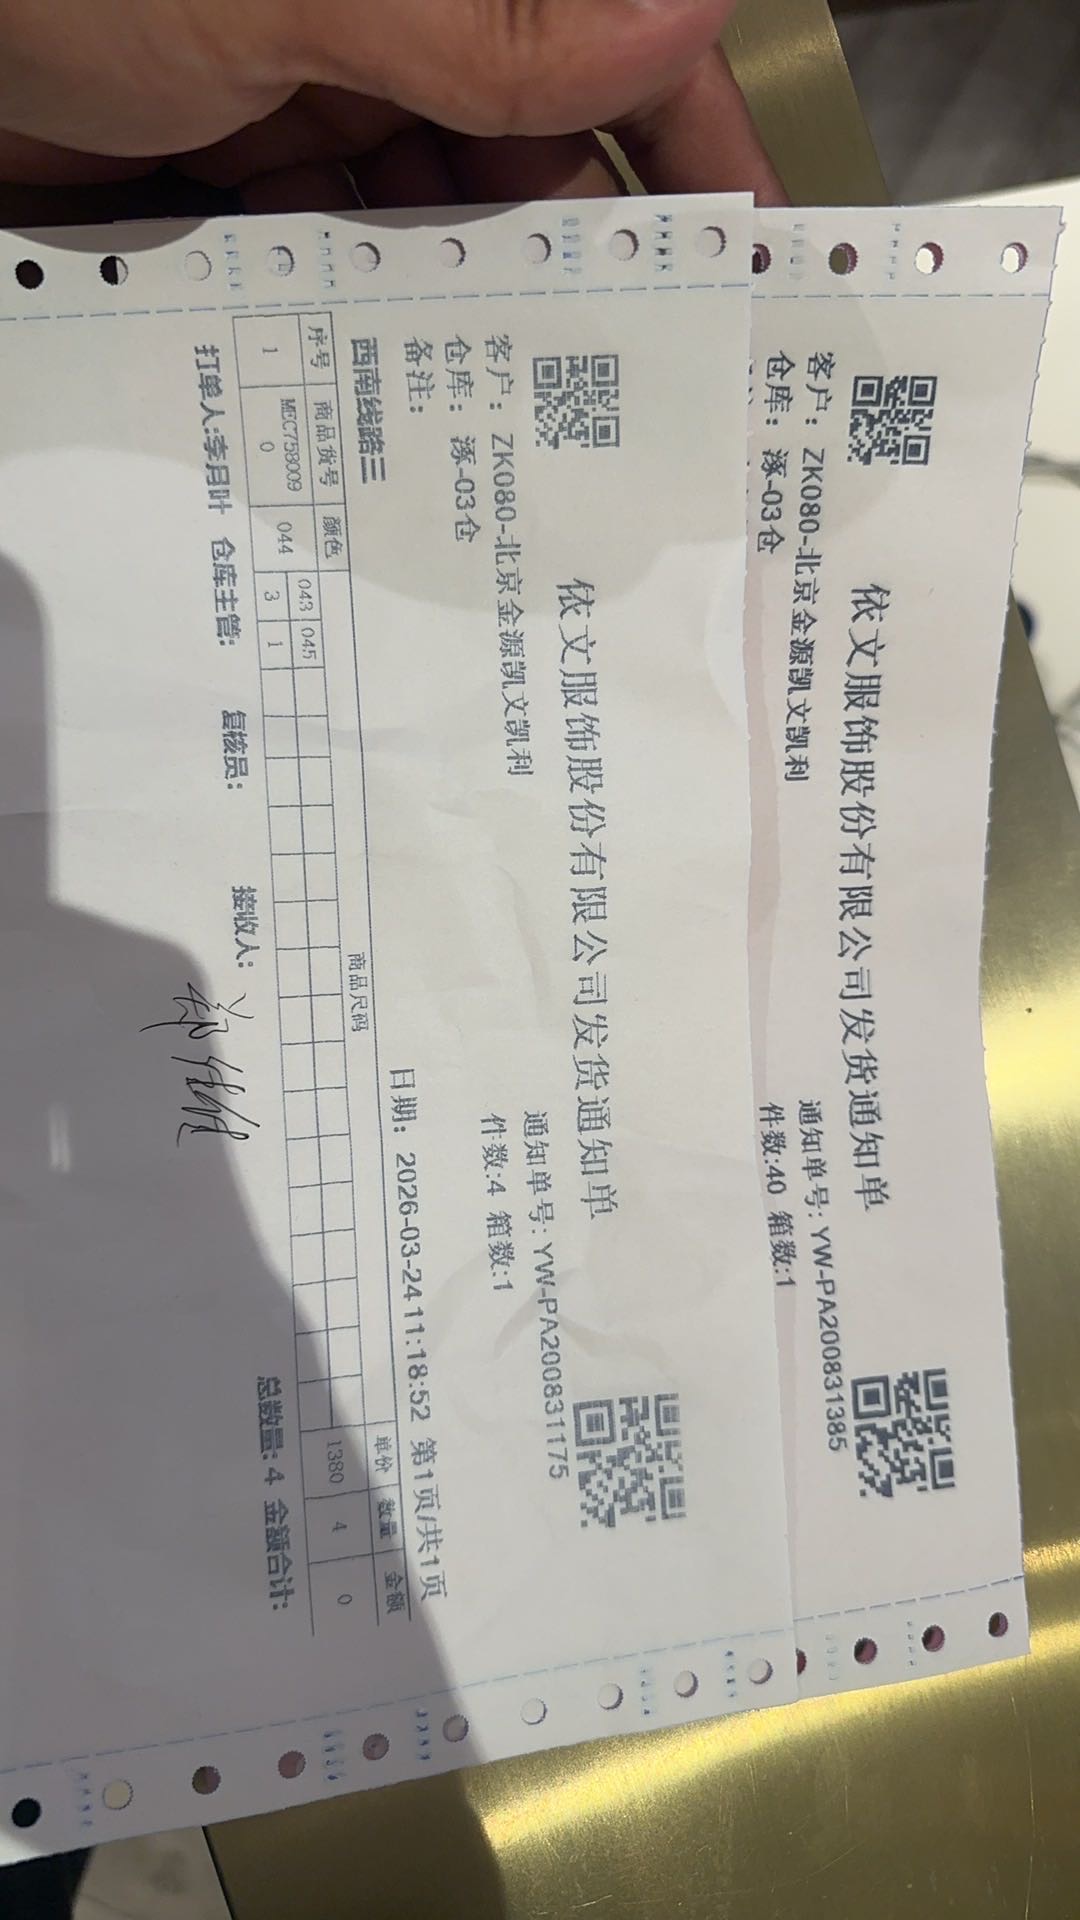 依文服饰股份有限公司发货通知单
客户：ZK080-北京金源凯文凯利
通知单号：YW-PA200831385
仓库：涿-03仓
件数:40 箱数:1
依文服饰股份有限公司发货通知单
客户：ZK080-北京金源凯文凯利
通知单号：YW-PA200831175
仓库：涿-03仓
件数:4 箱数:1
备注：
日期：2026-03-24 11:18:52 第1页/共1页
西南线路三
序号 商品货号 颜色 商品尺码 单价 数量 金额
043 045
1 MEC758009 0 044 3 1 1380 4 0
总数量:4 金额合计:
打单人:李月叶 仓库主管: 复核员: 接收人: